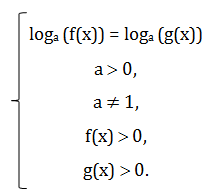 logₐ (f(x)) = logₐ (g(x))
a > 0,
a ≠ 1,
f(x) > 0,
g(x) > 0.